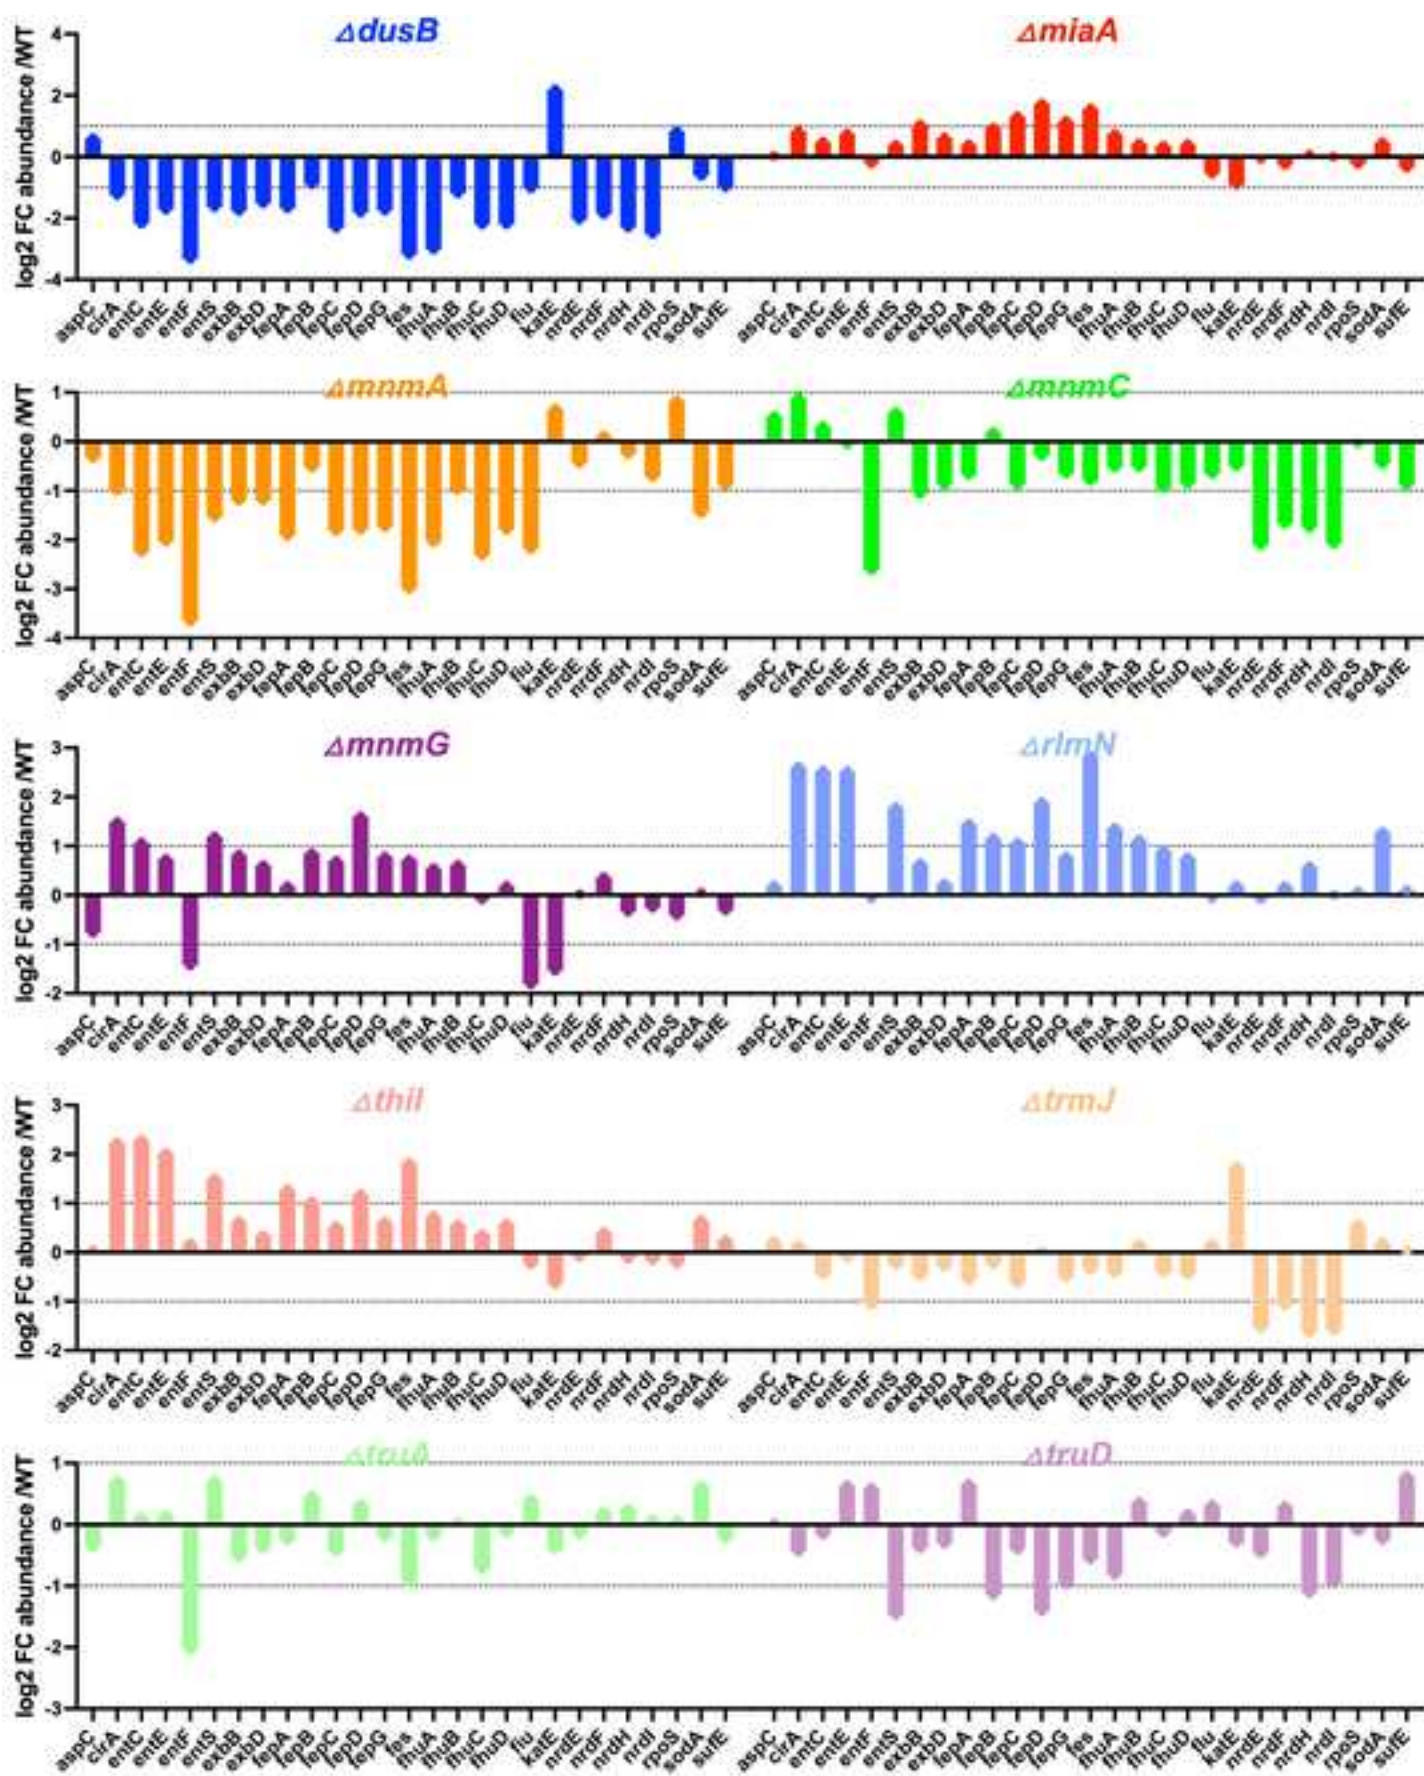 ΔdusB ΔmiaA
log2 FC abundance /WT
4
2
0
-2
-4
aspC cirA entC entE entF entS exbB exbD fepA fepB fepC fepD fepG fes fhuA fhuB fhuC fhuD flu katE nrdE nrdF nrdH nrdI rpoS sodA sufE aspC cirA entC entE entF entS exbB exbD fepA fepB fepC fepD fepG fes fhuA fhuB fhuC fhuD flu katE nrdE nrdF nrdH nrdI rpoS sodA sufE
ΔmnmA ΔmnmC
log2 FC abundance /WT
1
0
-1
-2
-3
-4
aspC cirA entC entE entF entS exbB exbD fepA fepB fepC fepD fepG fes fhuA fhuB fhuC fhuD flu katE nrdE nrdF nrdH nrdI rpoS sodA sufE aspC cirA entC entE entF entS exbB exbD fepA fepB fepC fepD fepG fes fhuA fhuB fhuC fhuD flu katE nrdE nrdF nrdH nrdI rpoS sodA sufE
ΔmnmG ΔrlmN
log2 FC abundance /WT
3
2
1
0
-1
-2
aspC cirA entC entE entF entS exbB exbD fepA fepB fepC fepD fepG fes fhuA fhuB fhuC fhuD flu katE nrdE nrdF nrdH nrdI rpoS sodA sufE aspC cirA entC entE entF entS exbB exbD fepA fepB fepC fepD fepG fes fhuA fhuB fhuC fhuD flu katE nrdE nrdF nrdH nrdI rpoS sodA sufE
ΔthiI ΔtrmJ
log2 FC abundance /WT
3
2
1
0
-1
-2
aspC cirA entC entE entF entS exbB exbD fepA fepB fepC fepD fepG fes fhuA fhuB fhuC fhuD flu katE nrdE nrdF nrdH nrdI rpoS sodA sufE aspC cirA entC entE entF entS exbB exbD fepA fepB fepC fepD fepG fes fhuA fhuB fhuC fhuD flu katE nrdE nrdF nrdH nrdI rpoS sodA sufE
ΔtruA ΔtruD
log2 FC abundance /WT
1
0
-1
-2
-3
aspC cirA entC entE entF entS exbB exbD fepA fepB fepC fepD fepG fes fhuA fhuB fhuC fhuD flu katE nrdE nrdF nrdH nrdI rpoS sodA sufE aspC cirA entC entE entF entS exbB exbD fepA fepB fepC fepD fepG fes fhuA fhuB fhuC fhuD flu katE nrdE nrdF nrdH nrdI rpoS sodA sufE